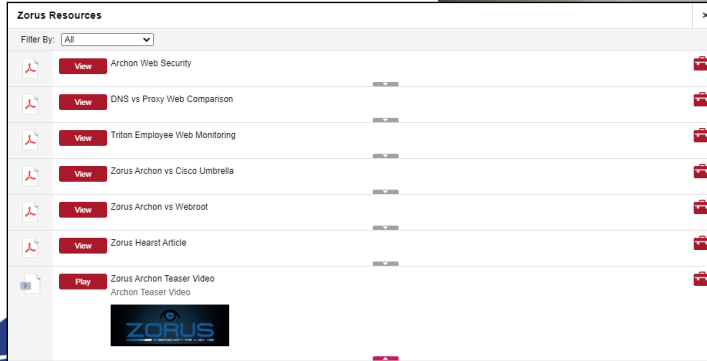 Zorus Resources
×
Filter By: All
View Archon Web Security
View DNS vs Proxy Web Comparison
View Triton Employee Web Monitoring
View Zorus Archon vs Cisco Umbrella
View Zorus Archon vs Webroot
View Zorus Hearst Article
Play Zorus Archon Teaser Video
Archon Teaser Video
ZORUS